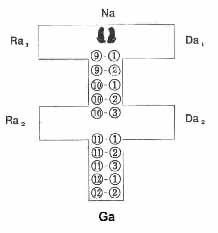 Na
Ra₁ Da₁
⑨-①
⑨-②
⑩-①
⑩-②
Ra₂ ⑩-③ Da₂
⑪-①
⑪-②
⑪-③
⑫-①
⑫-②
Ga